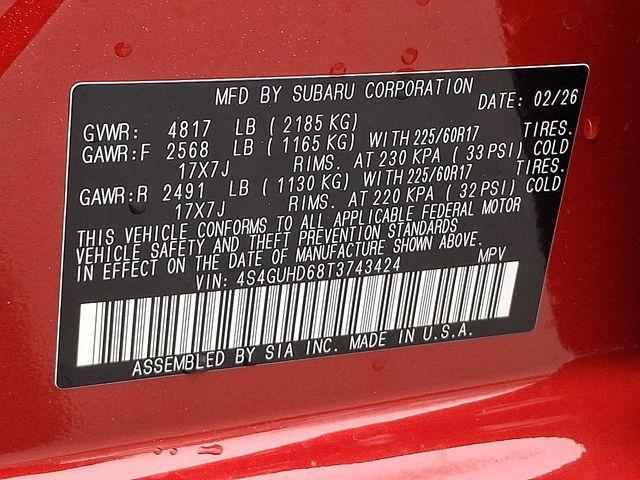 MFD BY SUBARU CORPORATION DATE: 02/26
GVWR: 4817 LB (2185 KG)
GAWR:F 2568 LB (1165 KG) WITH 225/60R17 TIRES.
17X7J RIMS. AT 230 KPA (33 PSI) COLD
GAWR:R 2491 LB (1130 KG) WITH 225/60R17 TIRES.
17X7J RIMS. AT 220 KPA (32 PSI) COLD
THIS VEHICLE CONFORMS TO ALL APPLICABLE FEDERAL MOTOR
VEHICLE SAFETY AND THEFT PREVENTION STANDARDS
IN EFFECT ON THE DATE OF MANUFACTURE SHOWN ABOVE.
VIN: 4S4GUHD68T3743424 MPV
ASSEMBLED BY SIA INC. MADE IN U.S.A.